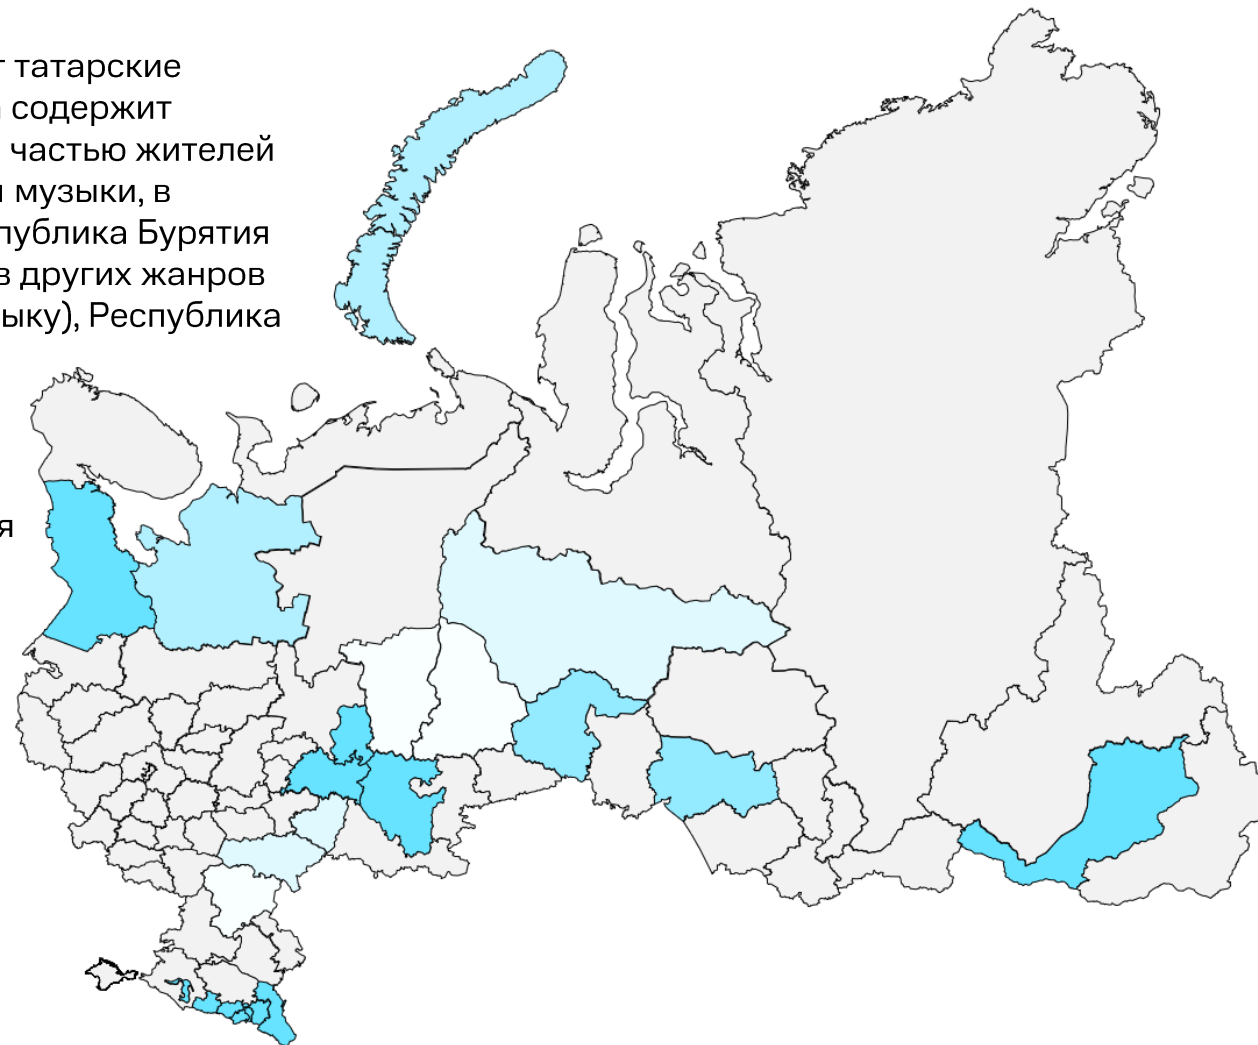 татарские
содержит
частью жителей
музыки, в
публика Бурятия
в других жанров
ыку), Республика
я